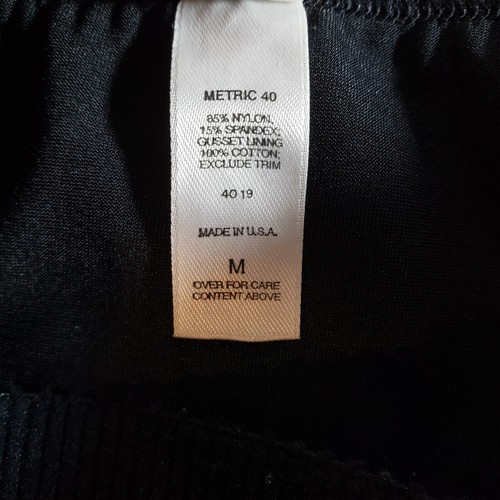 METRIC 40
85% NYLON,
15% SPANDEX;
GUSSET LINING
100% COTTON;
EXCLUDE TRIM
40 19
MADE IN U.S.A.
M
OVER FOR CARE
CONTENT ABOVE